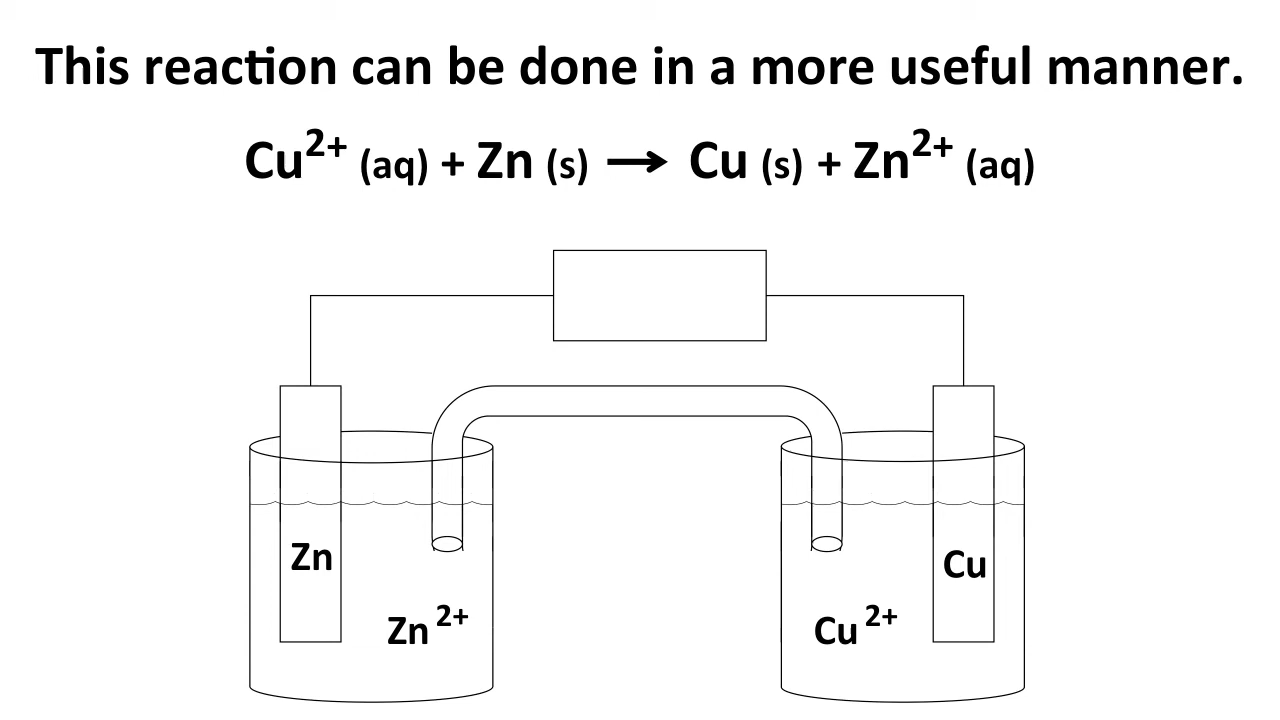 This reaction can be done in a more useful manner.
Cu²⁺ (aq) + Zn (s) → Cu (s) + Zn²⁺ (aq)
Zn
Cu
Zn ²⁺
Cu ²⁺